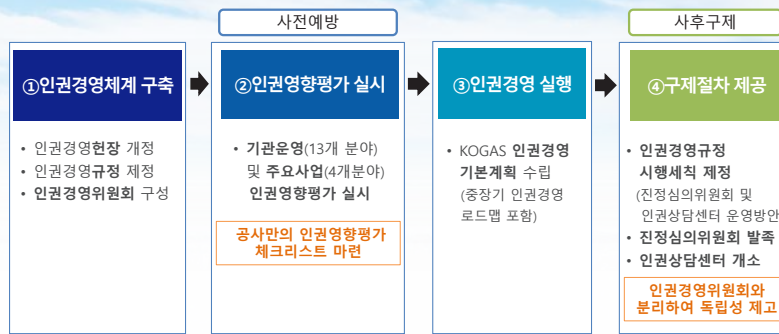 사전예방
사후구제
①인권경영체계 구축
②인권영향평가 실시
③인권경영 실행
④구제절차 제공
• 인권경영헌장 개정
• 인권경영규정 제정
• 인권경영위원회 구성
• 기관운영(13개 분야)
및 주요사업(4개분야)
인권영향평가 실시
공사만의 인권영향평가
체크리스트 마련
• KOGAS 인권경영
기본계획 수립
(중장기 인권경영
로드맵 포함)
• 인권경영규정
시행세칙 제정
(진정심의위원회 및
인권상담센터 운영방안
• 진정심의위원회 발족
• 인권상담센터 개소
인권경영위원회와
분리하여 독립성 제고